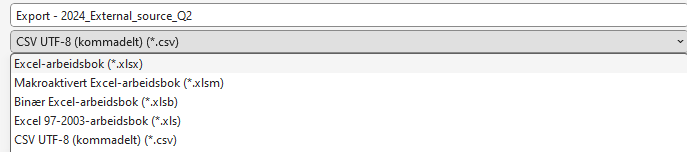 Export - 2024_External_source_Q2
CSV UTF-8 (kommadelt) (*.csv)
Excel-arbeidsbok (*.xlsx)
Makroaktivert Excel-arbeidsbok (*.xlsm)
Binær Excel-arbeidsbok (*.xlsb)
Excel 97-2003-arbeidsbok (*.xls)
CSV UTF-8 (kommadelt) (*.csv)